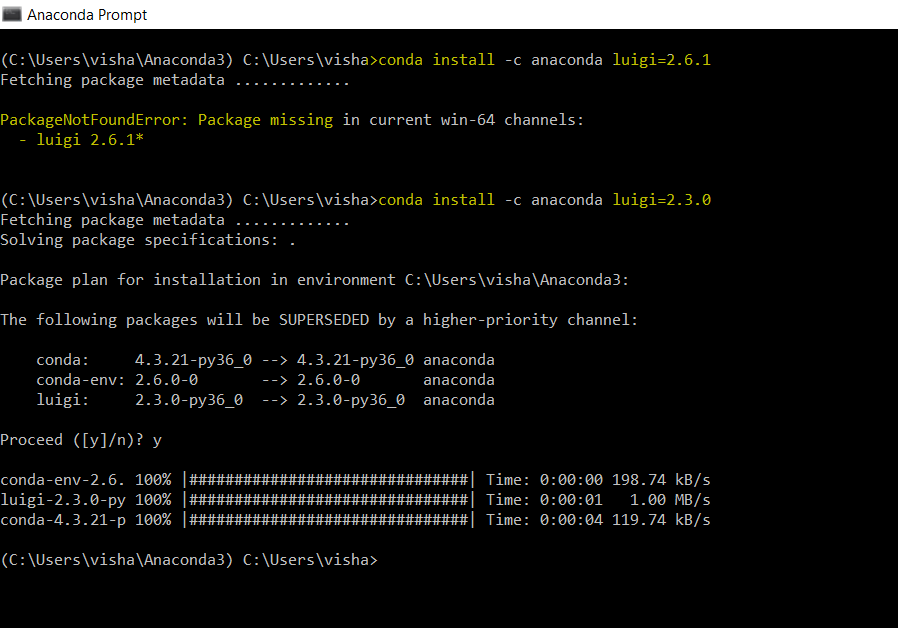 Anaconda Prompt
(C:\Users\visha\Anaconda3) C:\Users\visha>conda install -c anaconda luigi=2.6.1
Fetching package metadata .............
PackageNotFoundError: Package missing in current win-64 channels:
  - luigi 2.6.1*
(C:\Users\visha\Anaconda3) C:\Users\visha>conda install -c anaconda luigi=2.3.0
Fetching package metadata .............
Solving package specifications: .
Package plan for installation in environment C:\Users\visha\Anaconda3:
The following packages will be SUPERSEDED by a higher-priority channel:
    conda:     4.3.21-py36_0 --> 4.3.21-py36_0 anaconda
    conda-env: 2.6.0-0       --> 2.6.0-0       anaconda
    luigi:     2.3.0-py36_0  --> 2.3.0-py36_0  anaconda
Proceed ([y]/n)? y
conda-env-2.6. 100% |###############################| Time: 0:00:00 198.74 kB/s
luigi-2.3.0-py 100% |###############################| Time: 0:00:01   1.00 MB/s
conda-4.3.21-p 100% |###############################| Time: 0:00:04 119.74 kB/s
(C:\Users\visha\Anaconda3) C:\Users\visha>